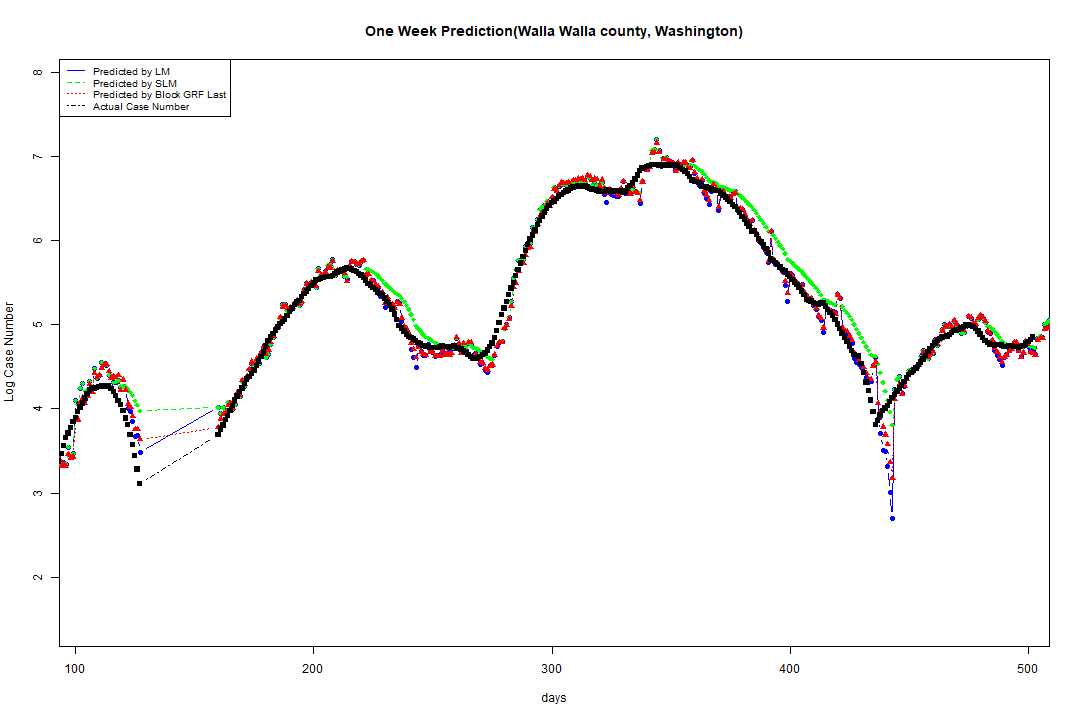 One Week Prediction(Walla Walla county, Washington)
Predicted by LM
Predicted by SLM
Predicted by Block GRF Last
Actual Case Number
8
7
6
5
4
3
2
Log Case Number
100 200 300 400 500
days